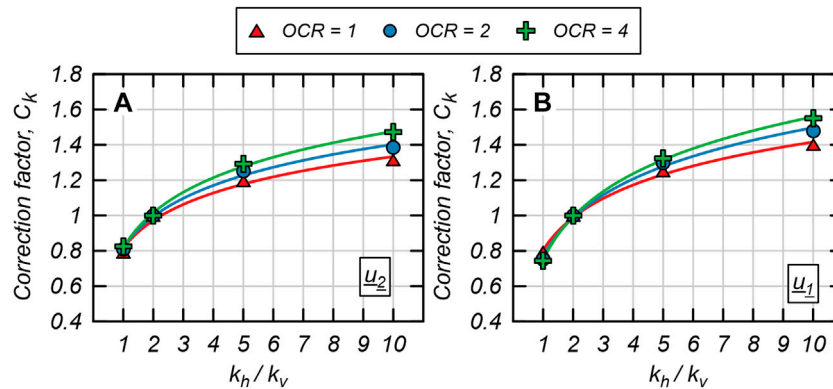 OCR = 1 OCR = 2 OCR = 4
A
Correction factor, Cₖ
1.8
1.6
1.4
1.2
1
0.8
0.6
0.4
1 2 3 4 5 6 7 8 9 10
kₕ / kᵥ
u₂
B
Correction factor, Cₖ
1.8
1.6
1.4
1.2
1
0.8
0.6
0.4
1 2 3 4 5 6 7 8 9 10
kₕ / kᵥ
u₁